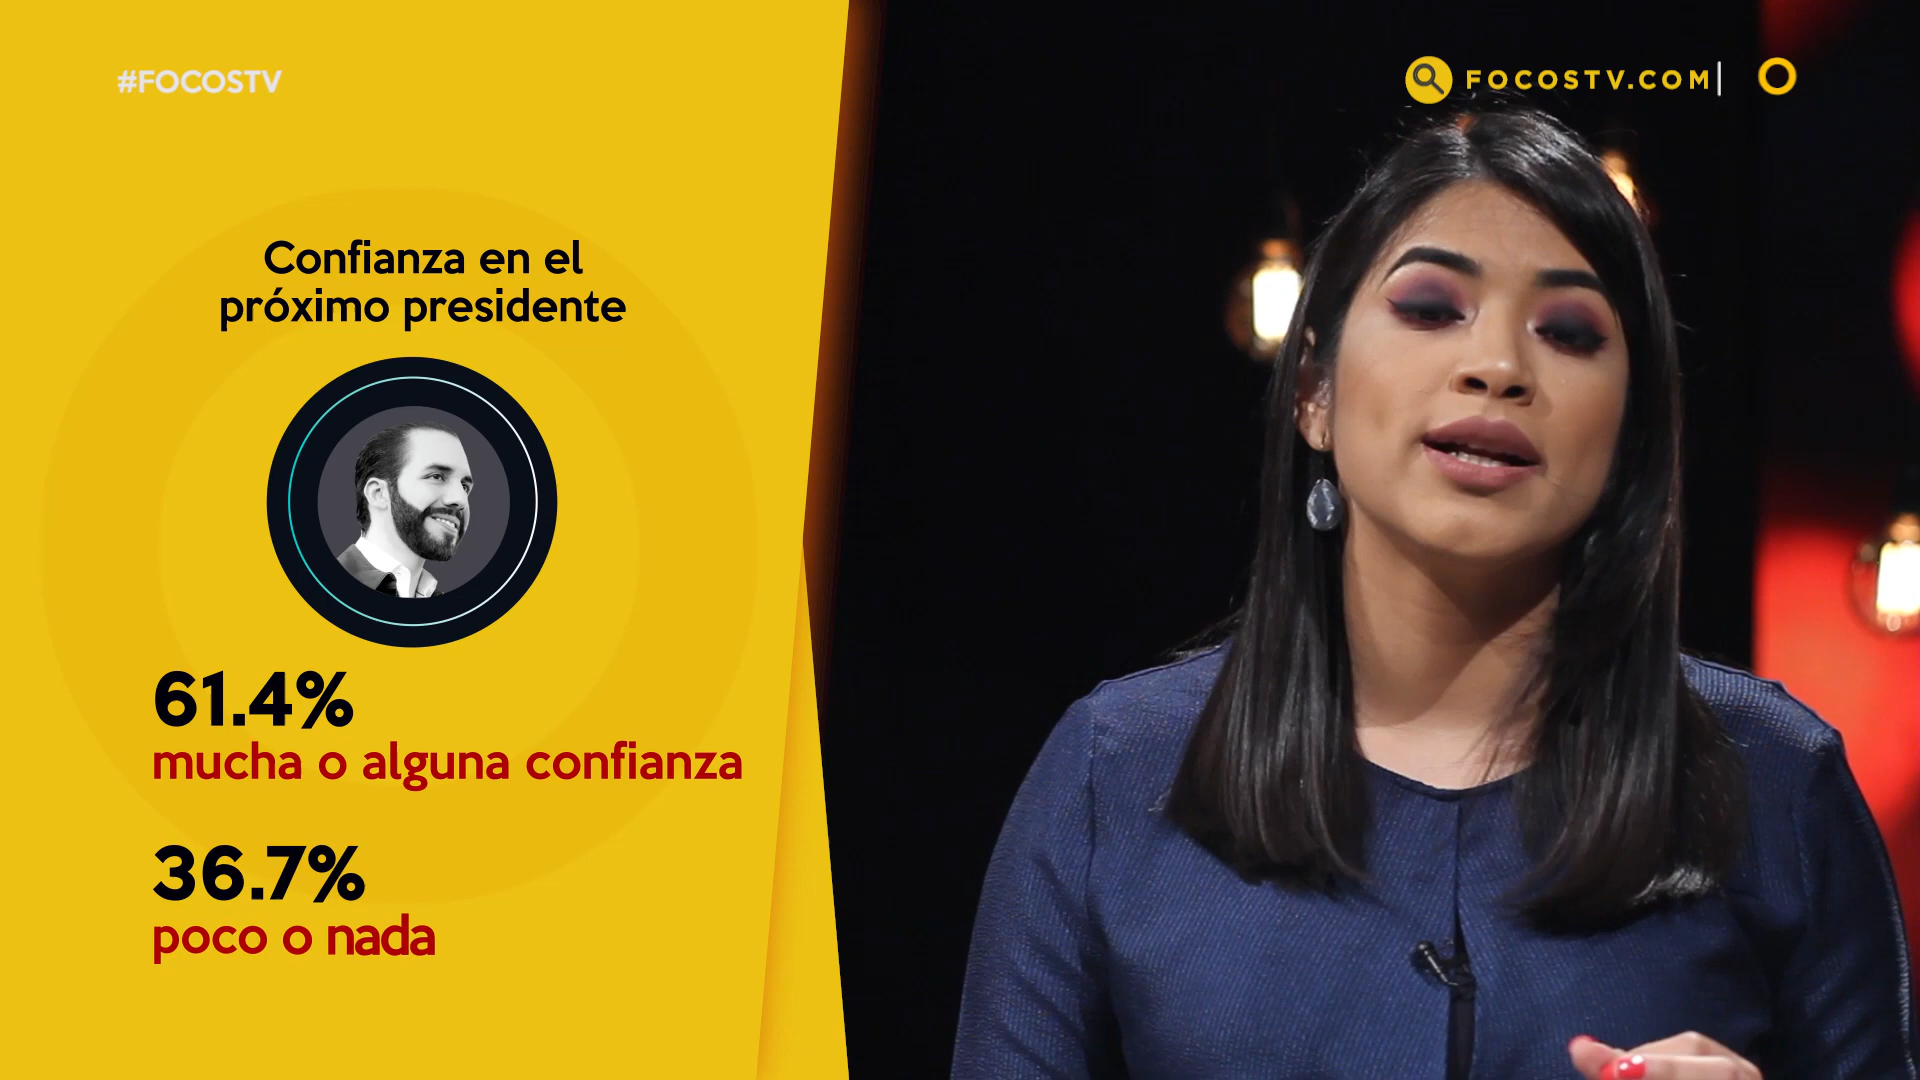 #FOCOSTV
FOCOSTV.COM
Confianza en el
próximo presidente
61.4%
mucha o alguna confianza
36.7%
poco o nada